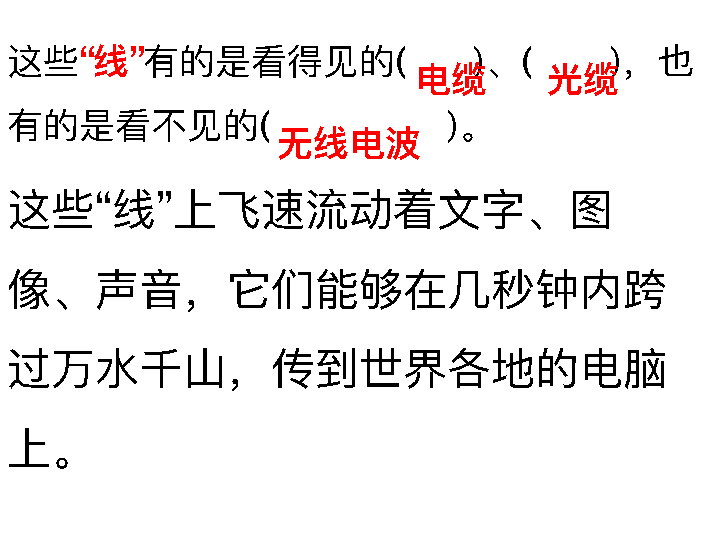 这些“线”有的是看得见的( 电缆 )、( 光缆 )，也
有的是看不见的( 无线电波 )。
这些“线”上飞速流动着文字、图
像、声音，它们能够在几秒钟内跨
过万水千山，传到世界各地的电脑
上。